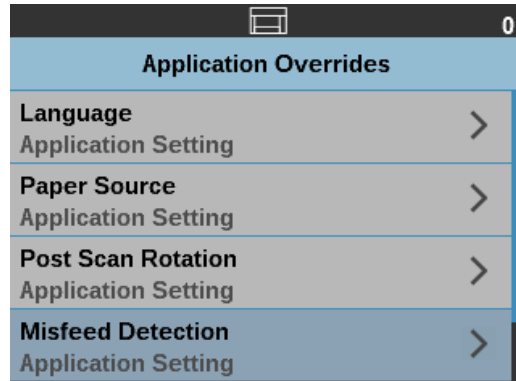 0
Application Overrides
Language
Application Setting
Paper Source
Application Setting
Post Scan Rotation
Application Setting
Misfeed Detection
Application Setting